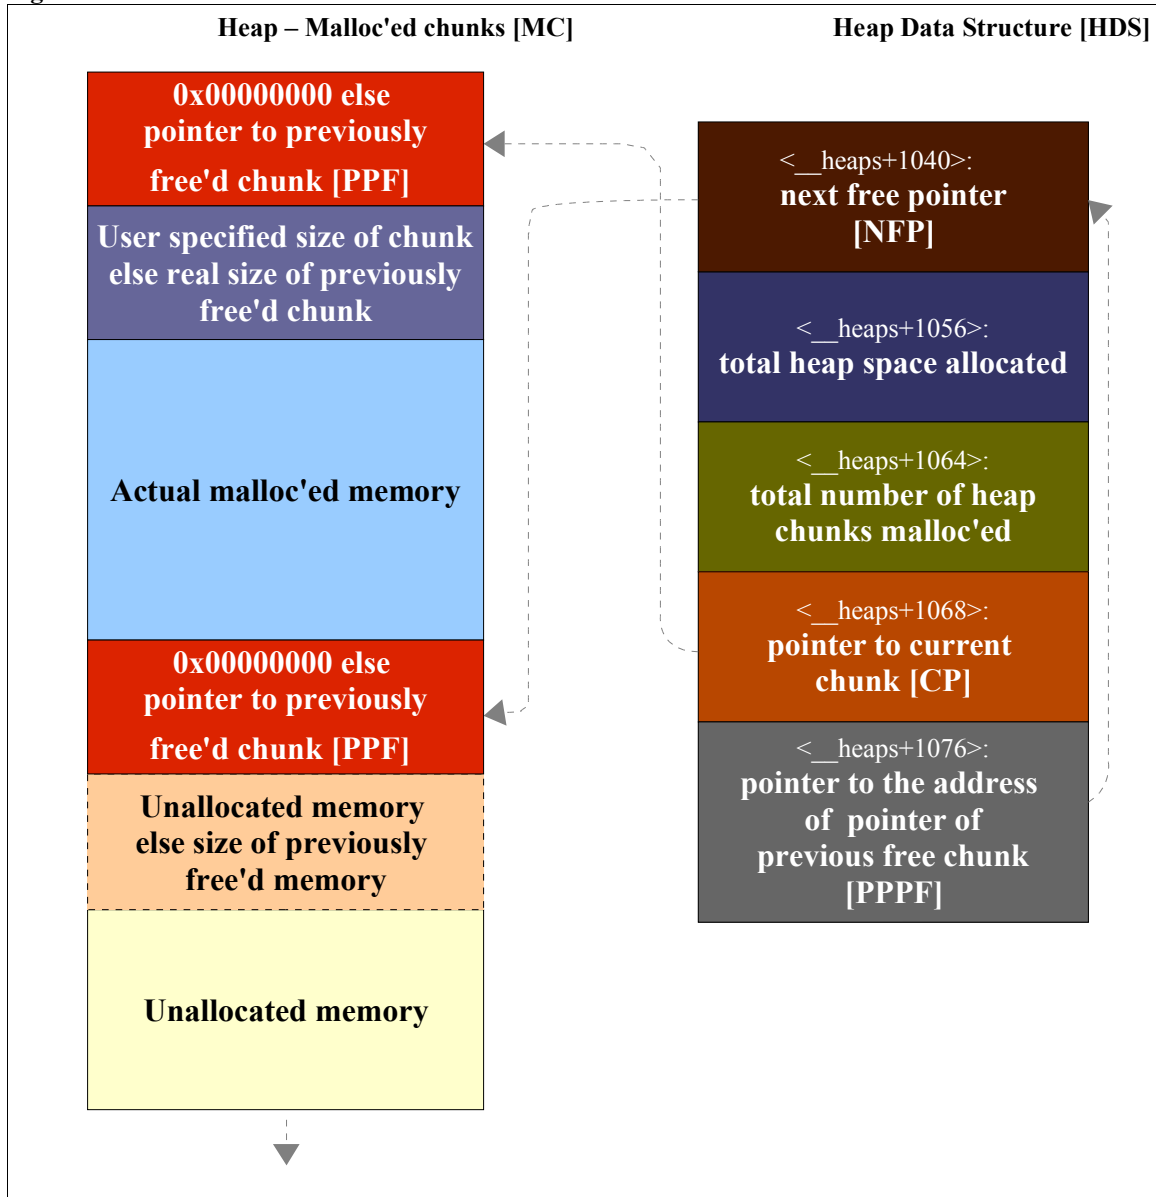 Heap – Malloc'ed chunks [MC]
Heap Data Structure [HDS]
0x00000000 else
pointer to previously
free'd chunk [PPF]
User specified size of chunk
else real size of previously
free'd chunk
Actual malloc'ed memory
0x00000000 else
pointer to previously
free'd chunk [PPF]
Unallocated memory
else size of previously
free'd memory
Unallocated memory
<__heaps+1040>:
next free pointer
[NFP]
<__heaps+1056>:
total heap space allocated
<__heaps+1064>:
total number of heap
chunks malloc'ed
<__heaps+1068>:
pointer to current
chunk [CP]
<__heaps+1076>:
pointer to the address
of pointer of
previous free chunk
[PPPF]